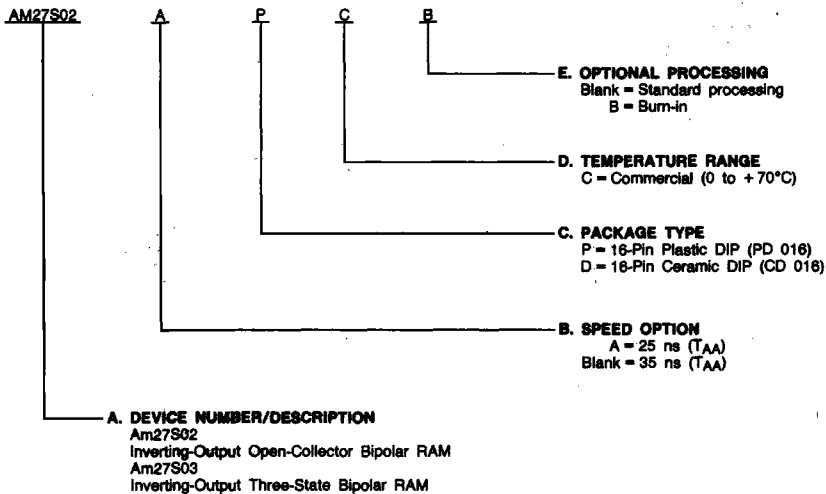 AM27S02 A P C B
E. OPTIONAL PROCESSING
Blank = Standard processing
B = Burn-in
D. TEMPERATURE RANGE
C = Commercial (0 to +70°C)
C. PACKAGE TYPE
P = 16-Pin Plastic DIP (PD 016)
D = 16-Pin Ceramic DIP (CD 016)
B. SPEED OPTION
A = 25 ns (TAA)
Blank = 35 ns (TAA)
A. DEVICE NUMBER/DESCRIPTION
Am27S02
Inverting-Output Open-Collector Bipolar RAM
Am27S03
Inverting-Output Three-State Bipolar RAM